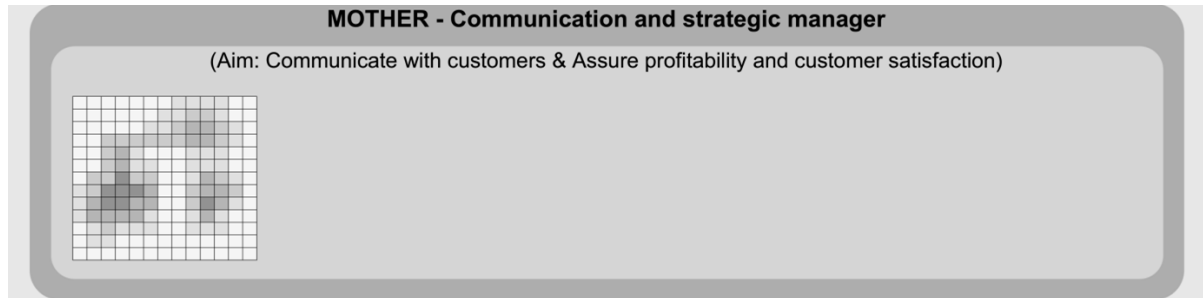 MOTHER - Communication and strategic manager
(Aim: Communicate with customers & Assure profitability and customer satisfaction)